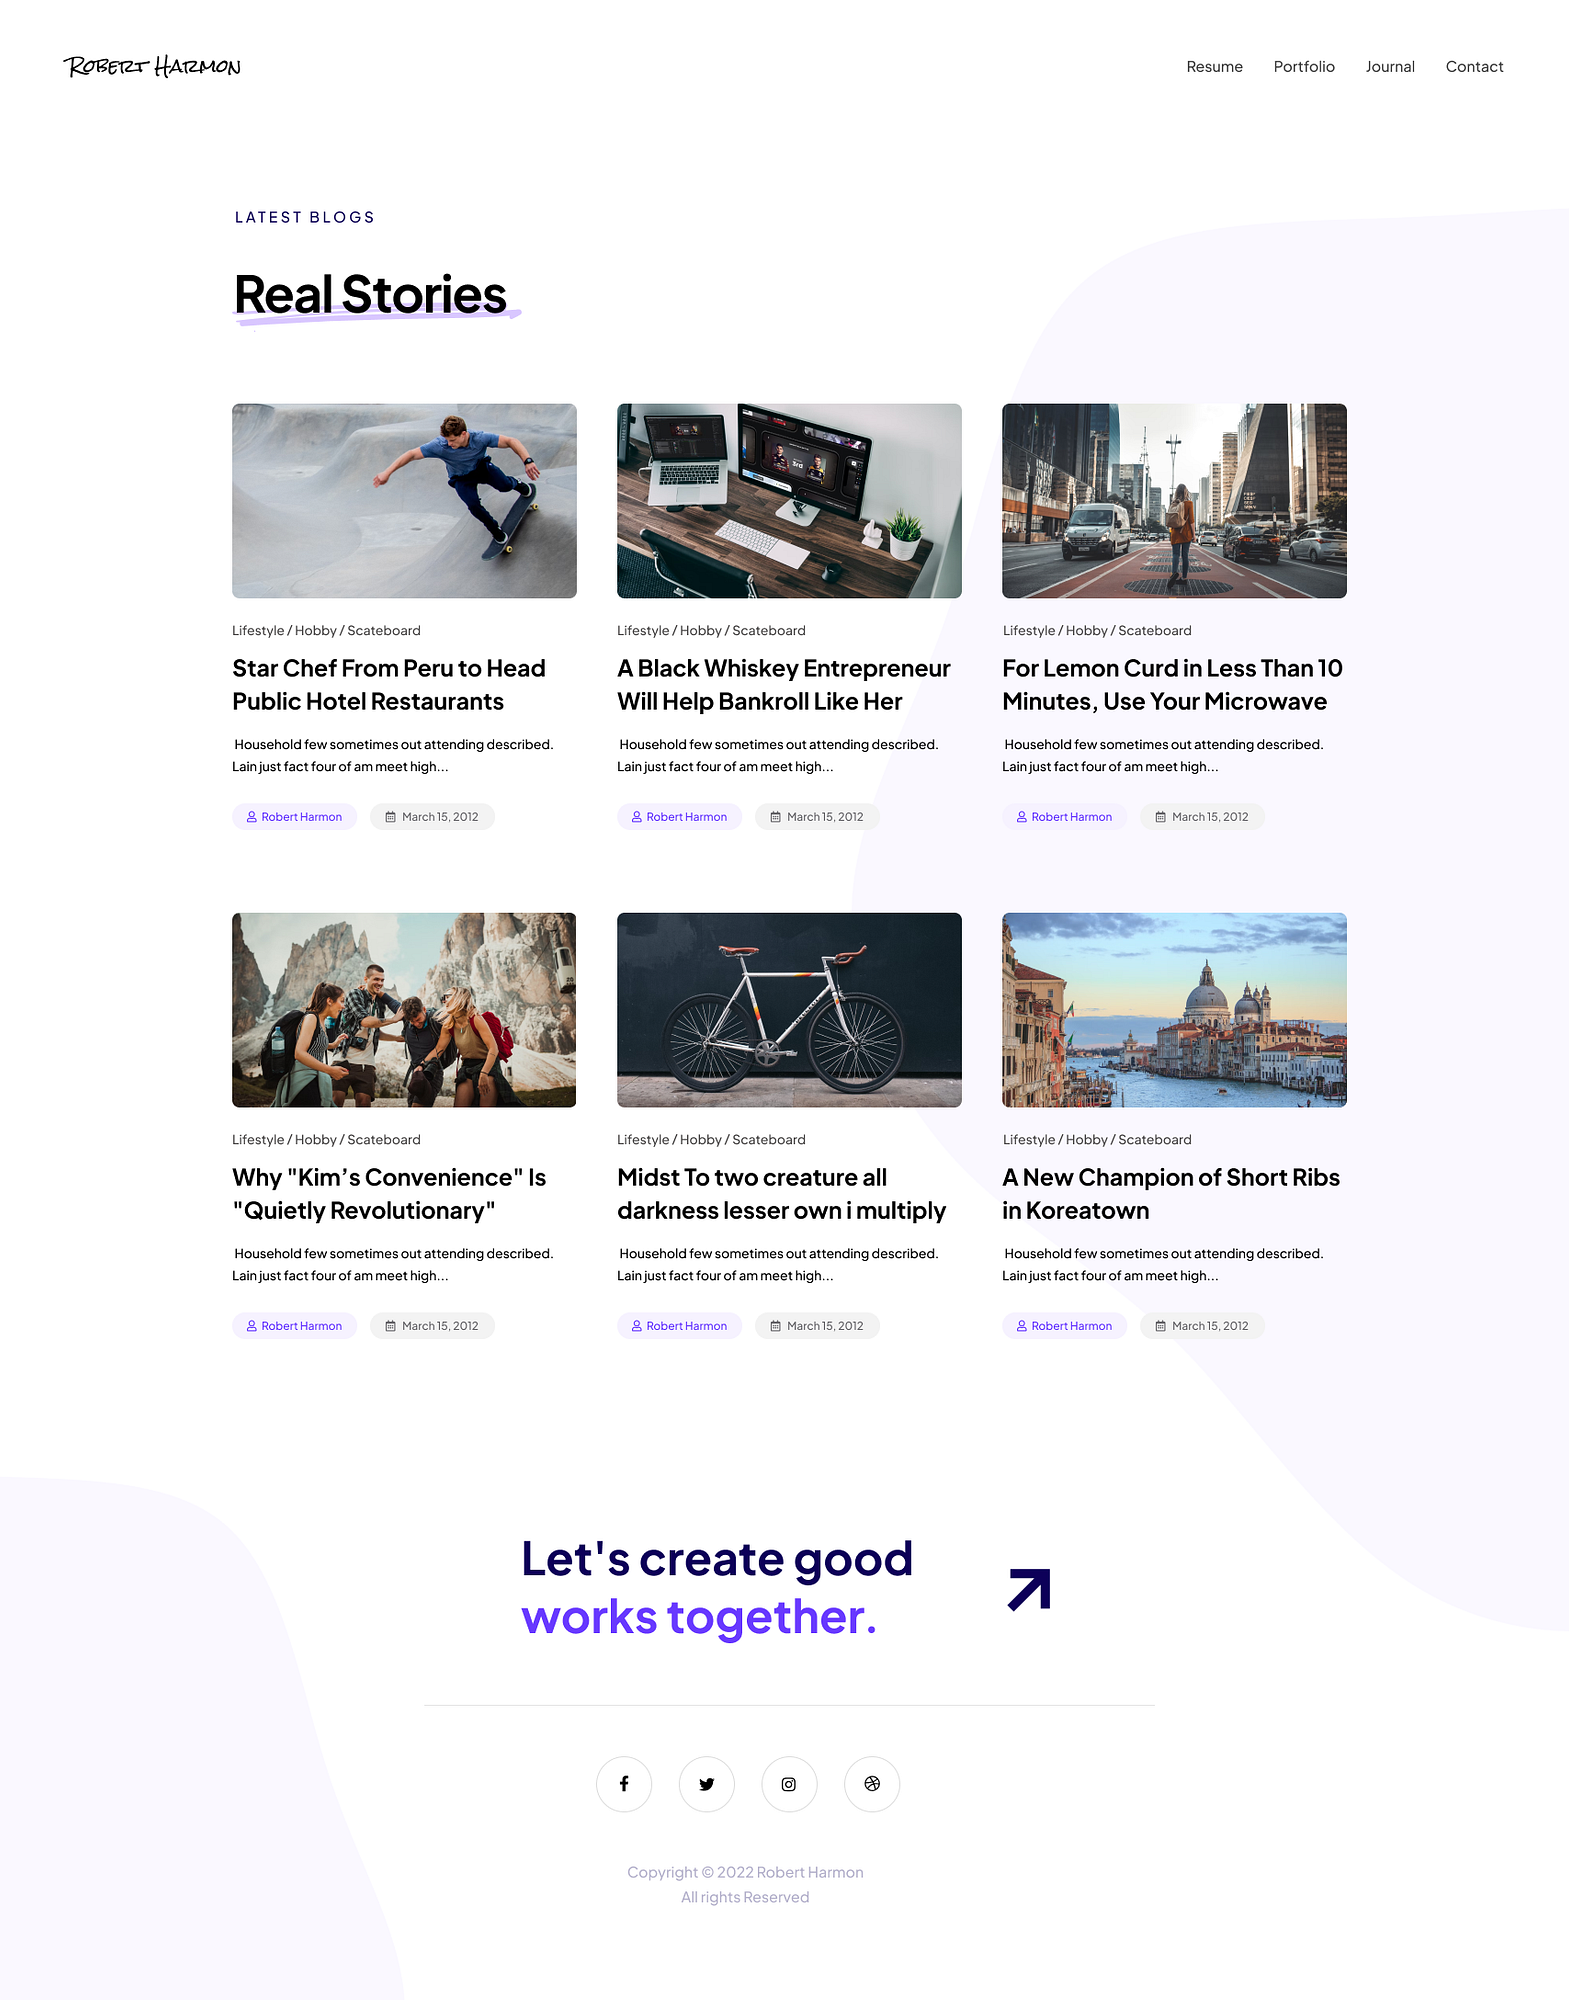 Robert Harmon
Resume Portfolio Journal Contact
LATEST BLOGS
Real Stories
Lifestyle / Hobby / Scateboard
Star Chef From Peru to Head
Public Hotel Restaurants
Household few sometimes out attending described.
Lain just fact four of am meet high...
Robert Harmon March 15, 2012
Lifestyle / Hobby / Scateboard
A Black Whiskey Entrepreneur
Will Help Bankroll Like Her
Household few sometimes out attending described.
Lain just fact four of am meet high...
Robert Harmon March 15, 2012
Lifestyle / Hobby / Scateboard
For Lemon Curd in Less Than 10
Minutes, Use Your Microwave
Household few sometimes out attending described.
Lain just fact four of am meet high...
Robert Harmon March 15, 2012
Lifestyle / Hobby / Scateboard
Why "Kim’s Convenience" Is
"Quietly Revolutionary"
Household few sometimes out attending described.
Lain just fact four of am meet high...
Robert Harmon March 15, 2012
Lifestyle / Hobby / Scateboard
Midst To two creature all
darkness lesser own i multiply
Household few sometimes out attending described.
Lain just fact four of am meet high...
Robert Harmon March 15, 2012
Lifestyle / Hobby / Scateboard
A New Champion of Short Ribs
in Koreatown
Household few sometimes out attending described.
Lain just fact four of am meet high...
Robert Harmon March 15, 2012
Let's create good
works together.
Copyright © 2022 Robert Harmon
All rights Reserved